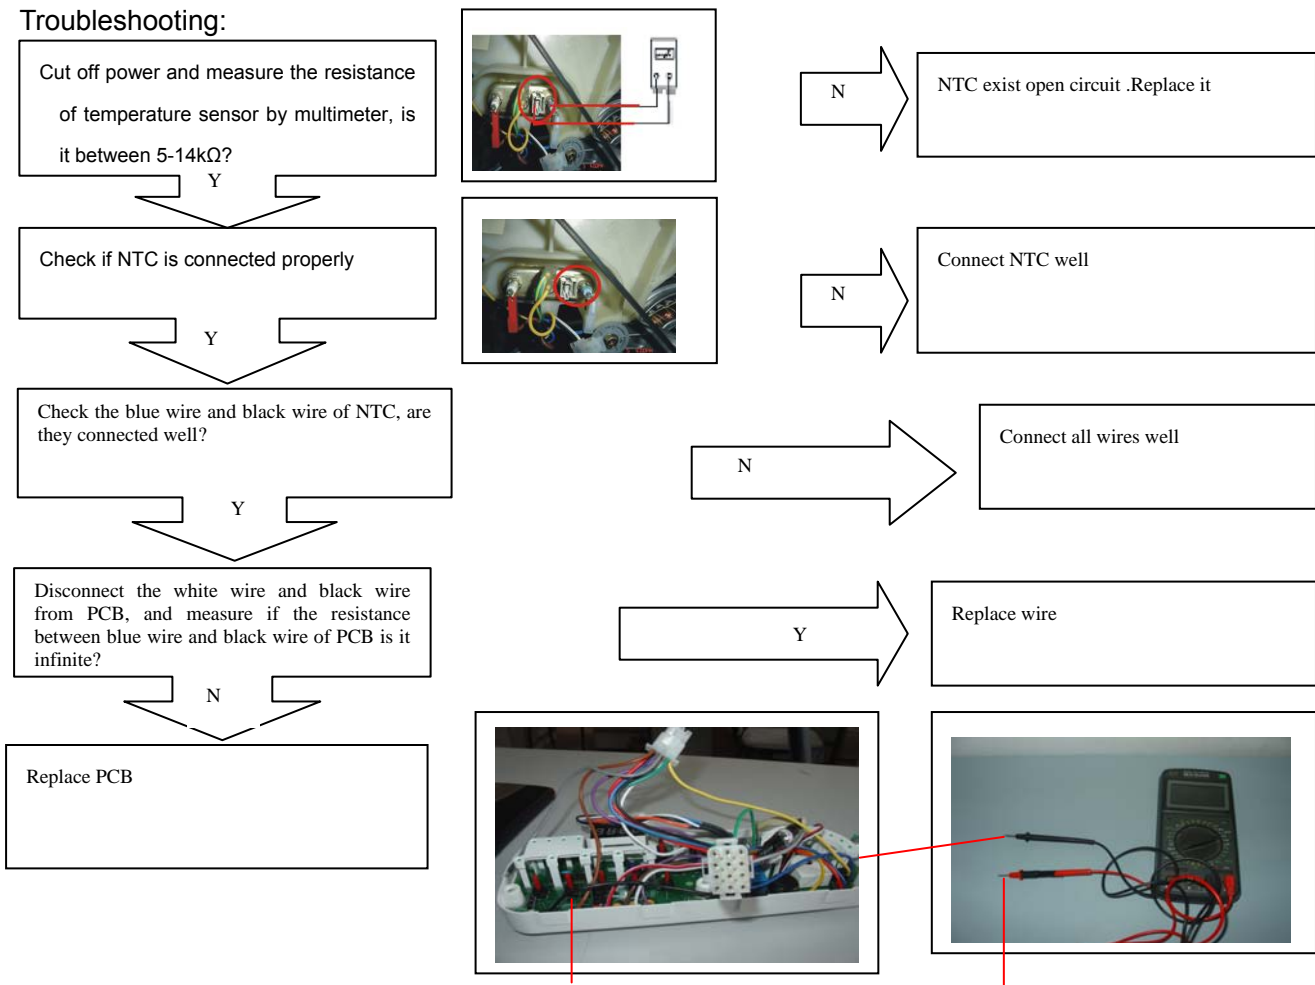 Troubleshooting:
Cut off power and measure the resistance
of temperature sensor by multimeter, is
it between 5-14kΩ?
N
NTC exist open circuit .Replace it
Y
Check if NTC is connected properly
N
Connect NTC well
Y
Check the blue wire and black wire of NTC, are
they connected well?
N
Connect all wires well
Y
Disconnect the white wire and black wire
from PCB, and measure if the resistance
between blue wire and black wire of PCB is it
infinite?
Y
Replace wire
N
Replace PCB